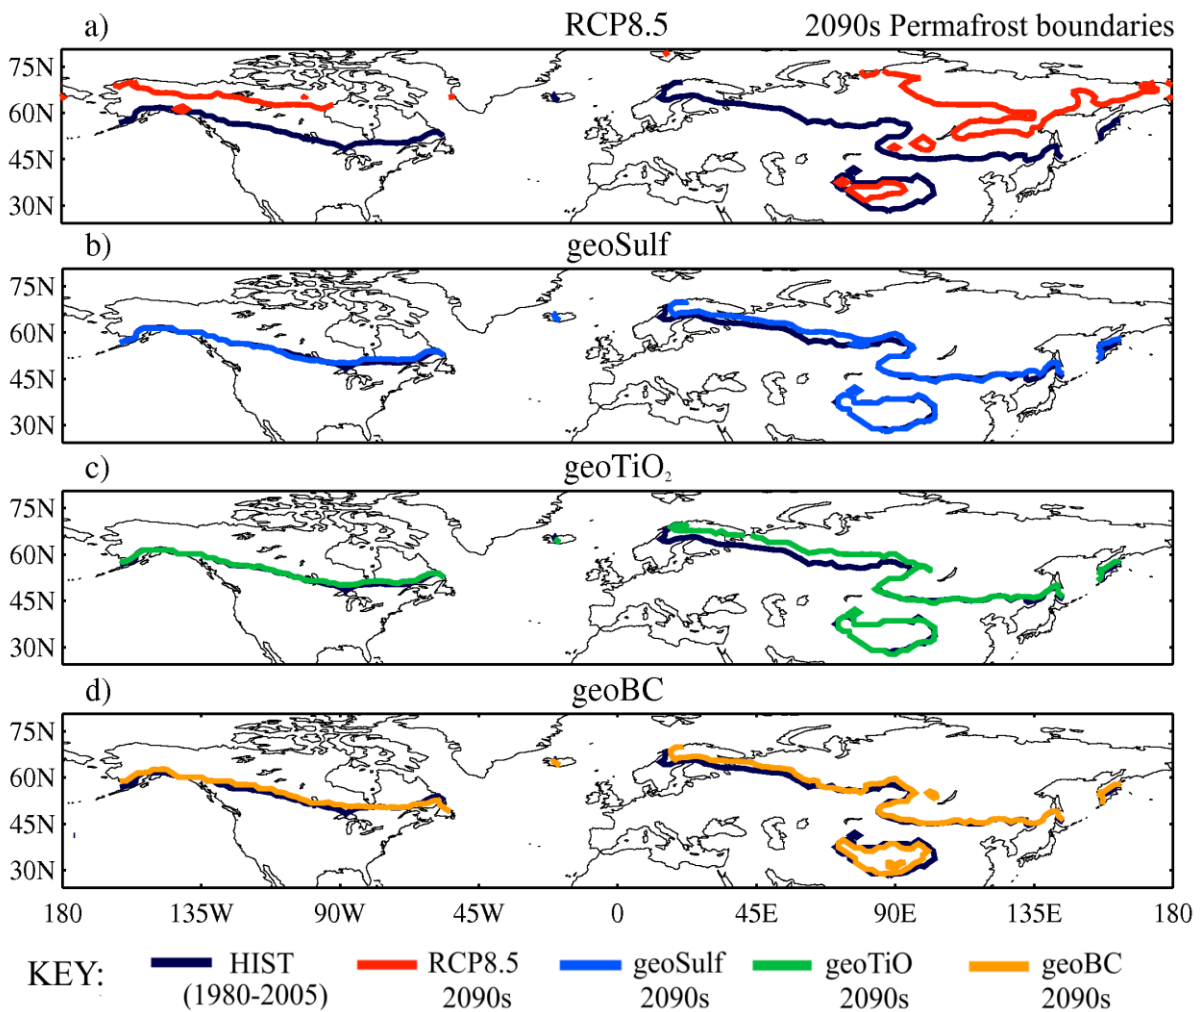 a) RCP8.5 2090s Permafrost boundaries
75N
60N
45N
30N
b) geoSulf
75N
60N
45N
30N
c) geoTiO₂
75N
60N
45N
30N
d) geoBC
75N
60N
45N
30N
180 135W 90W 45W 0 45E 90E 135E 180
KEY: HIST RCP8.5 geoSulf geoTiO geoBC
(1980-2005) 2090s 2090s 2090s 2090s